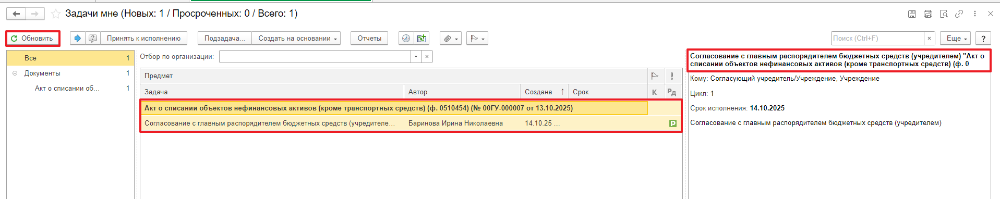 Задачи мне (Новых: 1 / Просроченных: 0 / Всего: 1)
Обновить
Принять к исполнению
Подзадача...
Создать на основании
Отчеты
Поиск (Ctrl+F)
×
Еще
?
Все 1
Документы 1
Акт о списании об... 1
Отбор по организации:
×
Предмет
Задача Автор Создана ↑ Срок К Рд
Акт о списании объектов нефинансовых активов (кроме транспортных средств) (ф. 0510454) (№ 00ГУ-000007 от 13.10.2025)
Согласование с главным распорядителем бюджетных средств (учредителе... Баринова Ирина Николаевна 14.10.25 ... Р
Согласование с главным распорядителем бюджетных средств (учредителем) "Акт о
списании объектов нефинансовых активов (кроме транспортных средств) (ф. 0
Кому: Согласующий учредитель/Учреждение, Учреждение
Цикл: 1
Срок исполнения: 14.10.2025
Согласование с главным распорядителем бюджетных средств (учредителем)